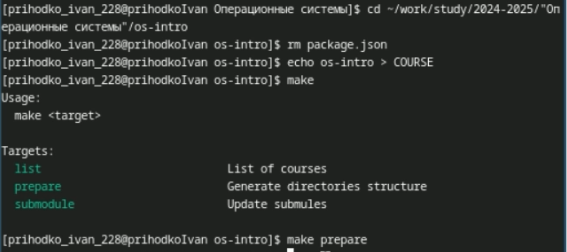 [prihodko_ivan_228@prihodkoIvan Операционные системы]$ cd ~/work/study/2024-2025/"Оп
ерационные системы"/os-intro
[prihodko_ivan_228@prihodkoIvan os-intro]$ rm package.json
[prihodko_ivan_228@prihodkoIvan os-intro]$ echo os-intro > COURSE
[prihodko_ivan_228@prihodkoIvan os-intro]$ make
Usage:
make <target>
Targets:
list List of courses
prepare Generate directories structure
submodule Update submules
[prihodko_ivan_228@prihodkoIvan os-intro]$ make prepare